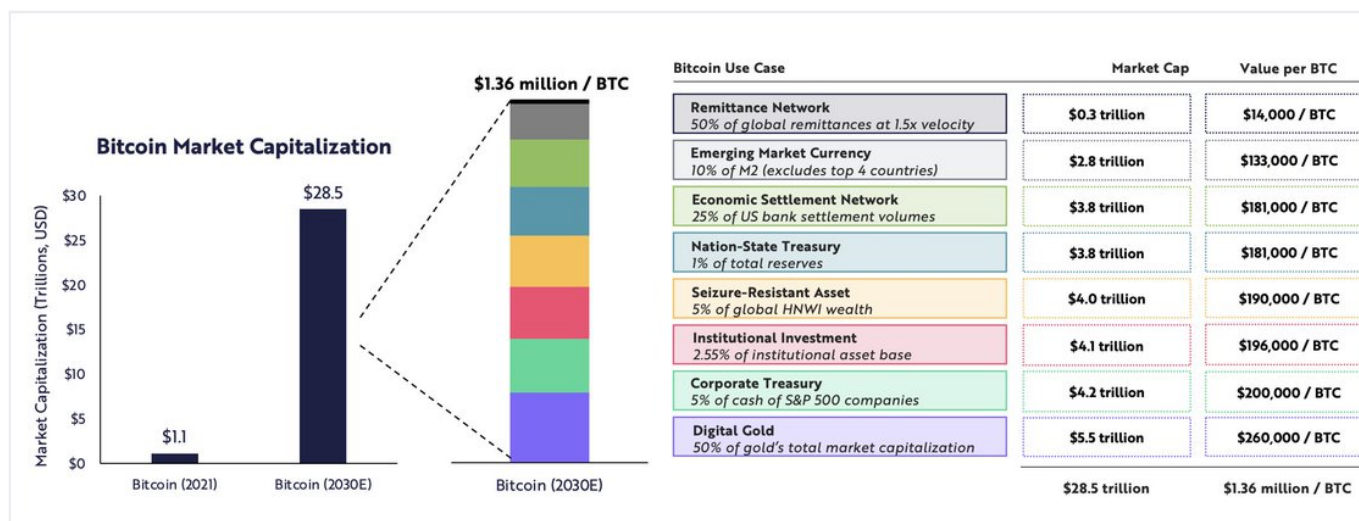 $1.36 million / BTC
Bitcoin Market Capitalization
Market Capitalization (Trillions, USD)
$30
$25
$20
$15
$10
$5
$0
$1.1
$28.5
Bitcoin (2021)
Bitcoin (2030E)
Bitcoin (2030E)
Bitcoin Use Case Market Cap Value per BTC
Remittance Network
50% of global remittances at 1.5x velocity
$0.3 trillion $14,000 / BTC
Emerging Market Currency
10% of M2 (excludes top 4 countries)
$2.8 trillion $133,000 / BTC
Economic Settlement Network
25% of US bank settlement volumes
$3.8 trillion $181,000 / BTC
Nation-State Treasury
1% of total reserves
$3.8 trillion $181,000 / BTC
Seizure-Resistant Asset
5% of global HNWI wealth
$4.0 trillion $190,000 / BTC
Institutional Investment
2.55% of institutional asset base
$4.1 trillion $196,000 / BTC
Corporate Treasury
5% of cash of S&P 500 companies
$4.2 trillion $200,000 / BTC
Digital Gold
50% of gold's total market capitalization
$5.5 trillion $260,000 / BTC
$28.5 trillion $1.36 million / BTC